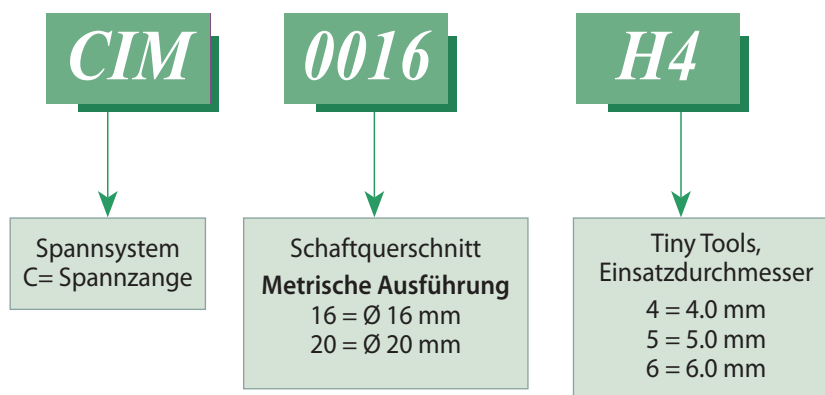 CIM 0016 H4
Spannsystem
C= Spannzange
Schaftquerschnitt
Metrische Ausführung
16 = Ø 16 mm
20 = Ø 20 mm
Tiny Tools,
Einsatzdurchmesser
4 = 4.0 mm
5 = 5.0 mm
6 = 6.0 mm